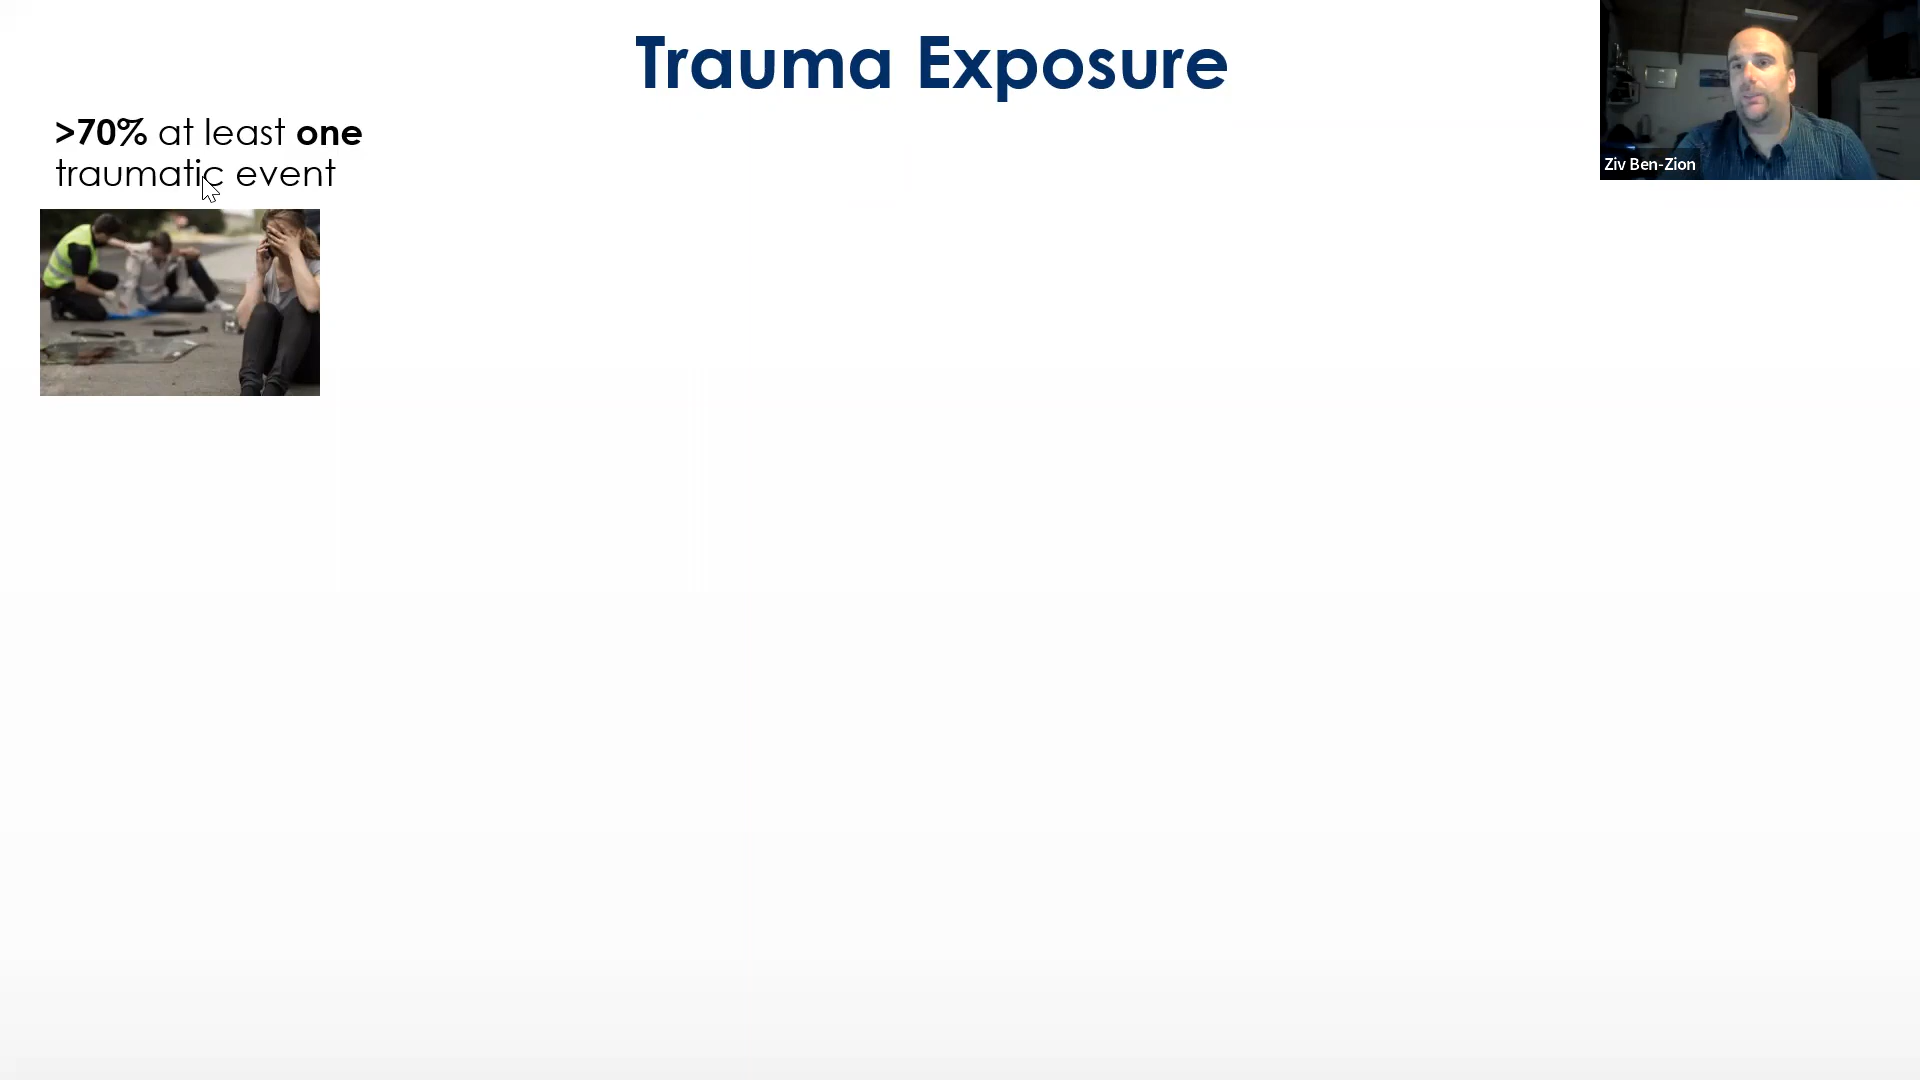 Trauma Exposure
>70% at least one
traumatic event
Ziv Ben-Zion